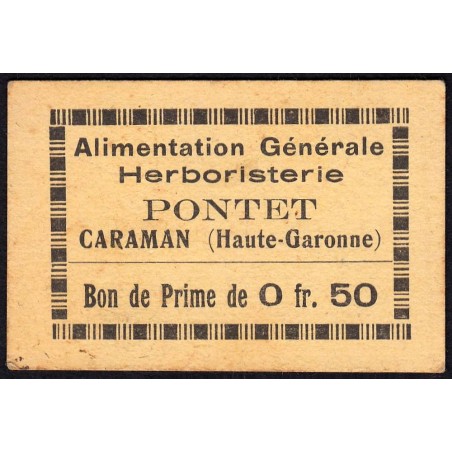 Alimentation Générale
Herboristerie
PONTET
CARAMAN (Haute-Garonne)
Bon de Prime de 0 fr. 50